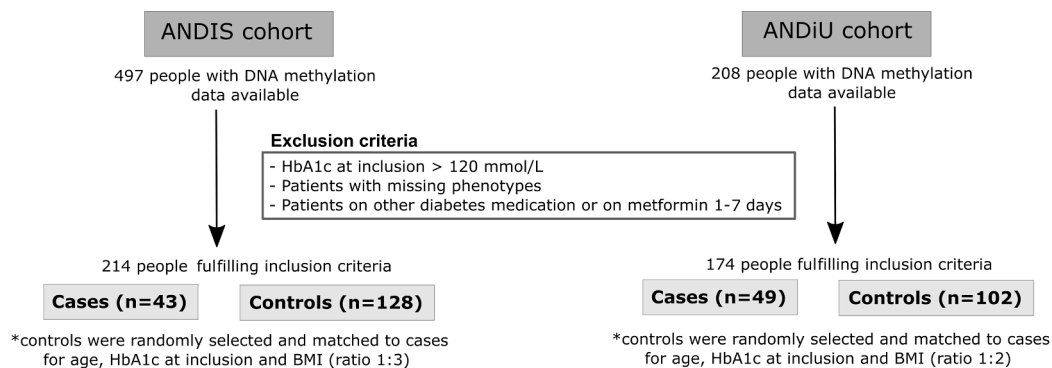 ANDIS cohort
497 people with DNA methylation
data available
ANDiU cohort
208 people with DNA methylation
data available
Exclusion criteria
- HbA1c at inclusion > 120 mmol/L
- Patients with missing phenotypes
- Patients on other diabetes medication or on metformin 1-7 days
214 people fulfilling inclusion criteria
Cases (n=43)
Controls (n=128)
*controls were randomly selected and matched to cases
for age, HbA1c at inclusion and BMI (ratio 1:3)
174 people fulfilling inclusion criteria
Cases (n=49)
Controls (n=102)
*controls were randomly selected and matched to cases
for age, HbA1c at inclusion and BMI (ratio 1:2)